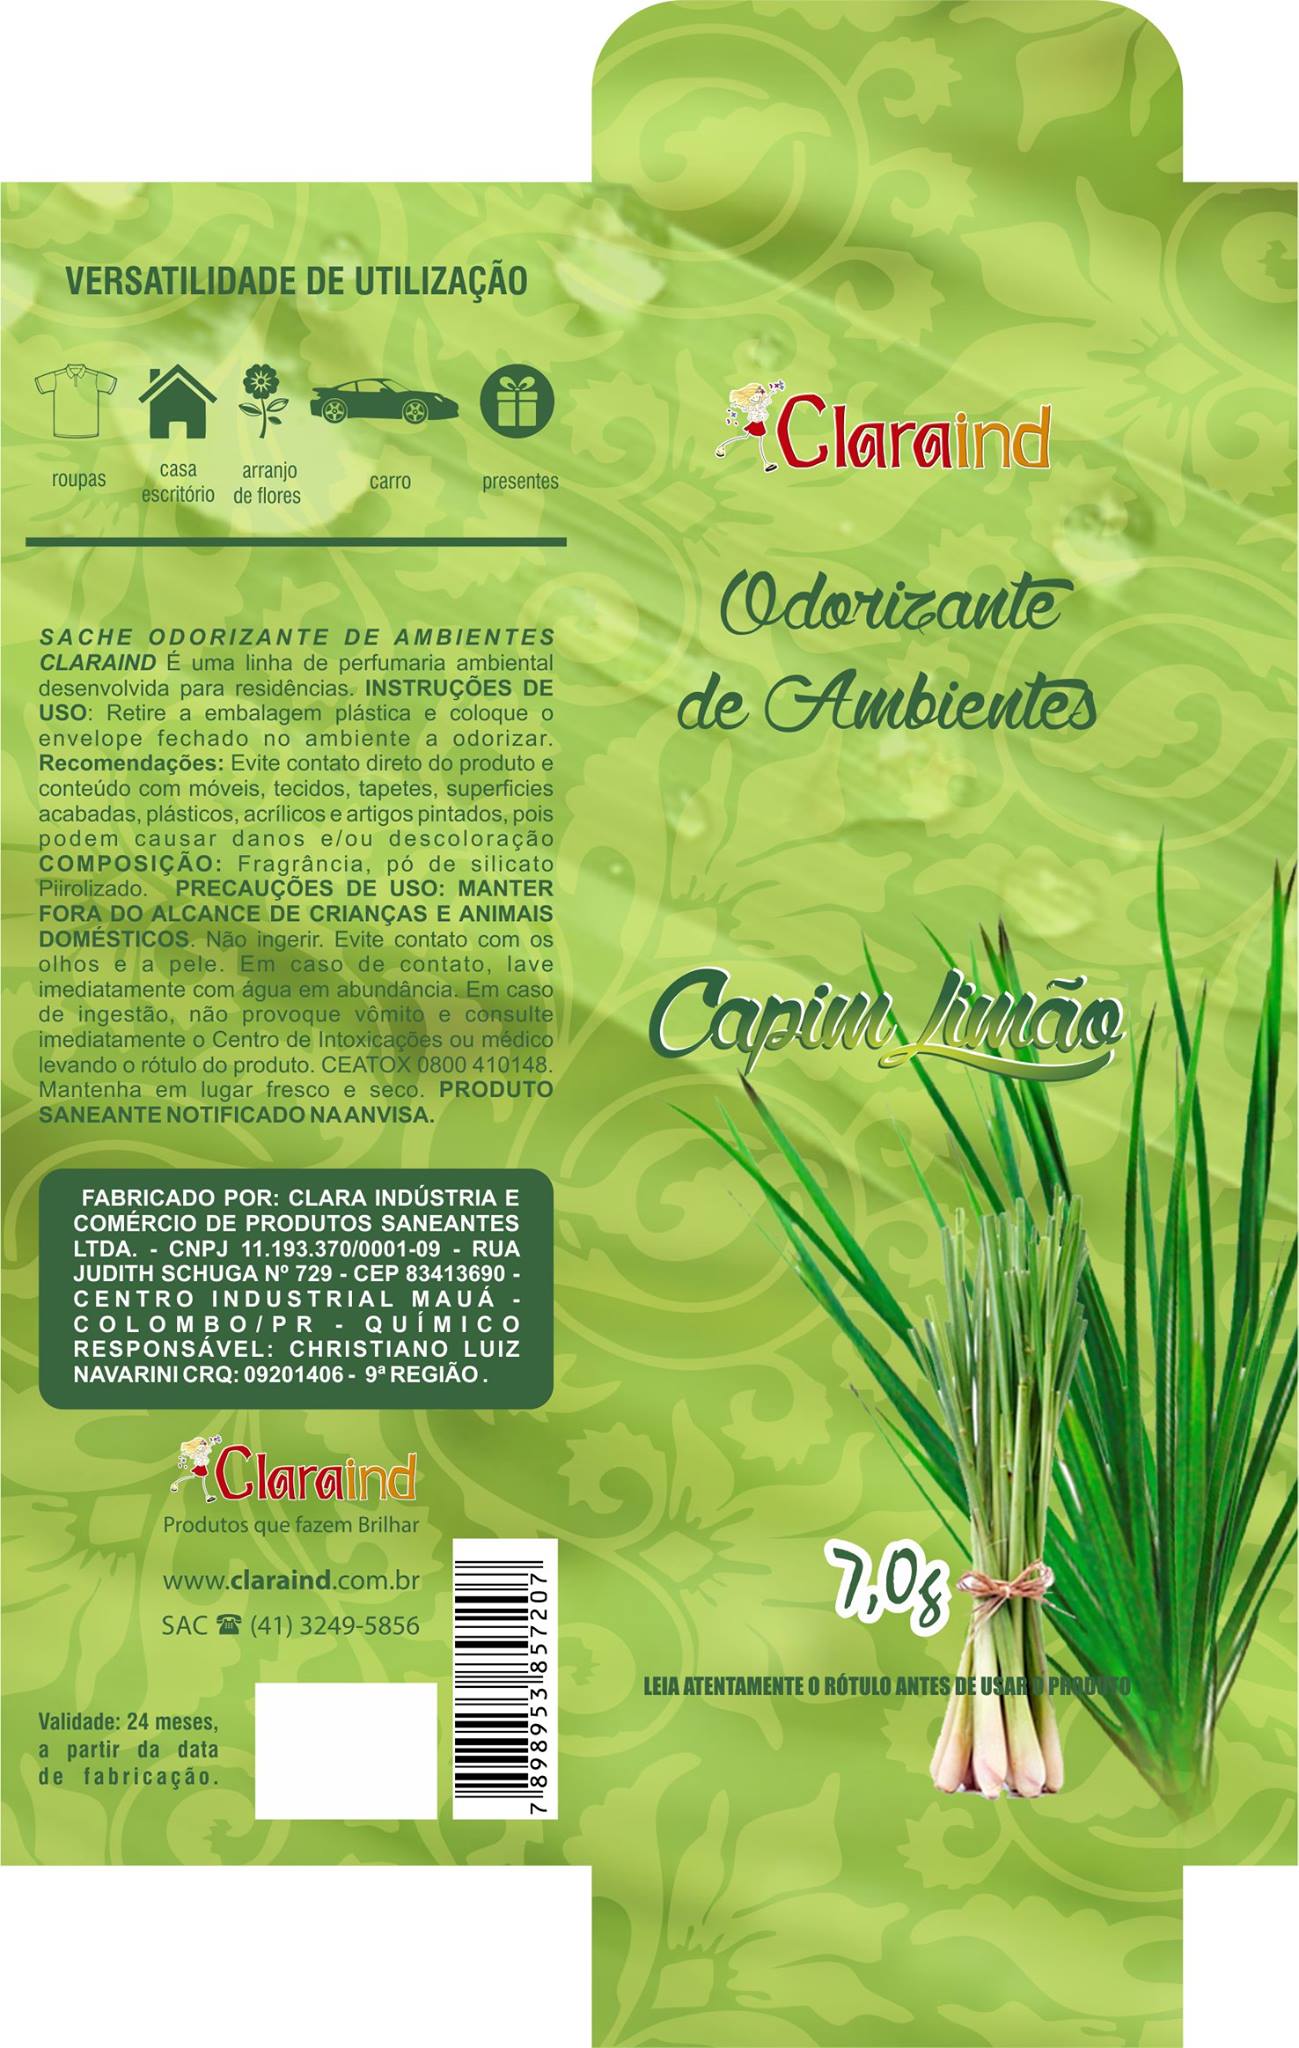 VERSATILIDADE DE UTILIZAÇÃO
roupas
casa
escritório
arranjo
de flores
carro
presentes
SACHE ODORIZANTE DE AMBIENTES
CLARAIND É uma linha de perfumaria ambiental
desenvolvida para residências. INSTRUÇÕES DE
USO: Retire a embalagem plástica e coloque o
envelope fechado no ambiente a odorizar.
Recomendações: Evite contato direto do produto e
conteúdo com móveis, tecidos, tapetes, superficies
acabadas, plásticos, acrílicos e artigos pintados, pois
podem causar danos e/ou descoloração
COMPOSIÇÃO: Fragrância, pó de silicato
Piirolizado. PRECAUÇÕES DE USO: MANTER
FORA DO ALCANCE DE CRIANÇAS E ANIMAIS
DOMÉSTICOS. Não ingerir. Evite contato com os
olhos e a pele. Em caso de contato, lave
imediatamente com água em abundância. Em caso
de ingestão, não provoque vômito e consulte
imediatamente o Centro de Intoxicações ou médico
levando o rótulo do produto. CEATOX 0800 410148.
Mantenha em lugar fresco e seco. PRODUTO
SANEANTE NOTIFICADO NA ANVISA.
FABRICADO POR: CLARA INDÚSTRIA E
COMÉRCIO DE PRODUTOS SANEANTES
LTDA. - CNPJ 11.193.370/0001-09 - RUA
JUDITH SCHUGA Nº 729 - CEP 83413690 -
CENTRO INDUSTRIAL MAUÁ -
COLOMBO/PR - QUÍMICO
RESPONSÁVEL: CHRISTIANO LUIZ
NAVARINI CRQ: 09201406 - 9ª REGIÃO.
Claraind
Produtos que fazem Brilhar
www.claraind.com.br
SAC ☎ (41) 3249-5856
Validade: 24 meses,
a partir da data
de fabricação.
7 898953 857207
Claraind
Odorizante
de Ambientes
Capim Limão
7,0g
LEIA ATENTAMENTE O RÓTULO ANTES DE USAR O PRODUTO